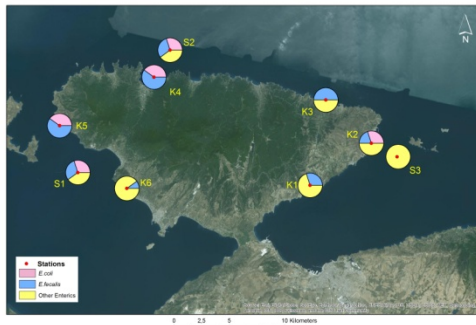 N
S2
K4
K3
K5
K2
S3
S1
K6
K1
Stations
E.coli
E.fecalis
Other Enterics
0 2,5 5 10 Kilometers